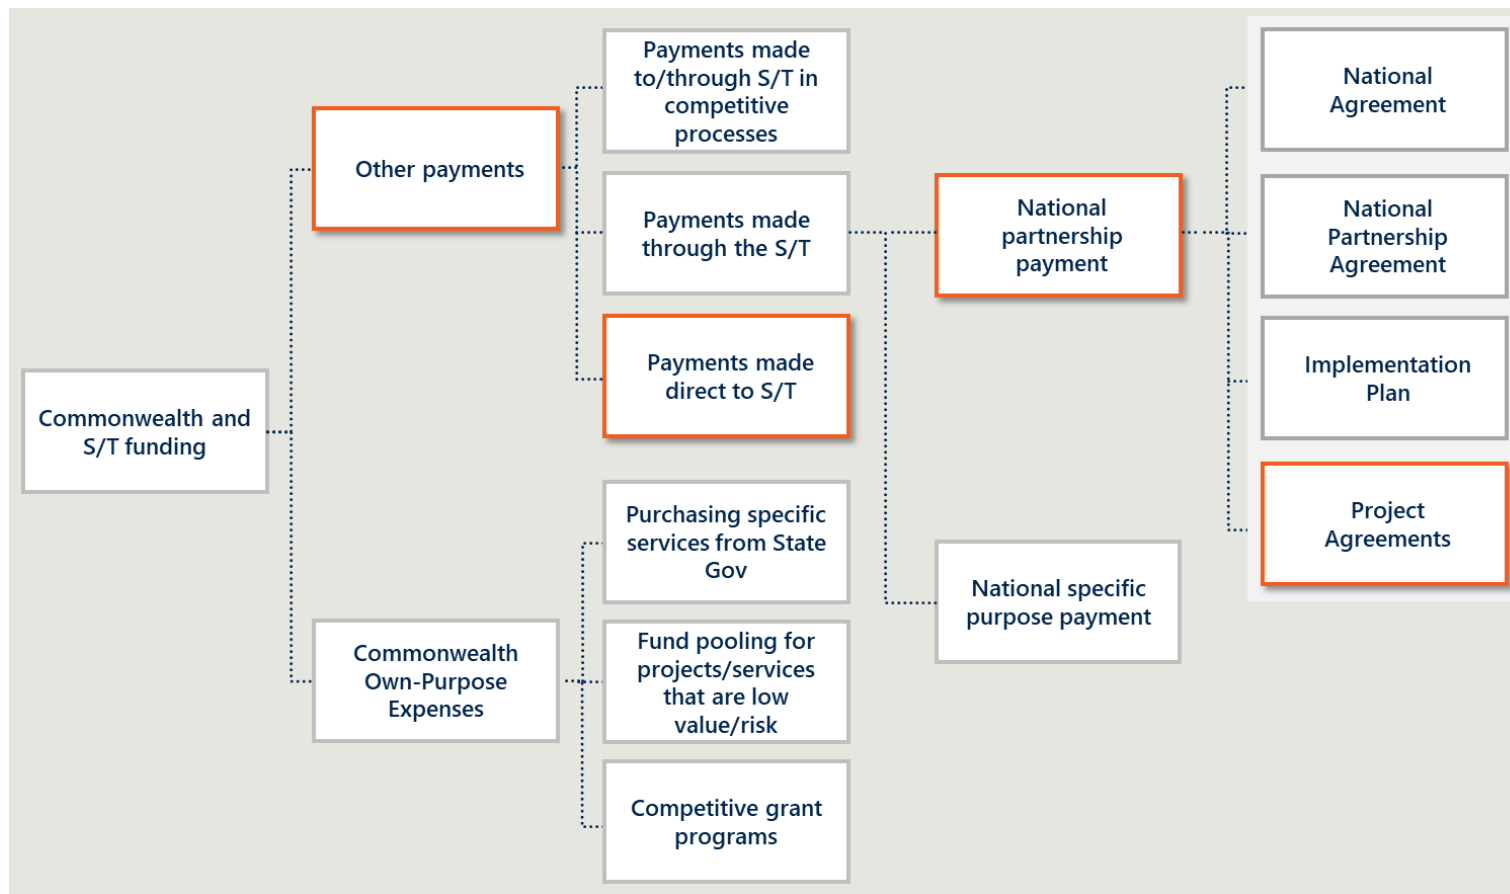 Commonwealth and
S/T funding
Other payments
Commonwealth
Own-Purpose
Expenses
Payments made
to/through S/T in
competitive
processes
Payments made
through the S/T
Payments made
direct to S/T
Purchasing specific
services from State
Gov
Fund pooling for
projects/services
that are low
value/risk
Competitive grant
programs
National
partnership
payment
National specific
purpose payment
National
Agreement
National
Partnership
Agreement
Implementation
Plan
Project
Agreements